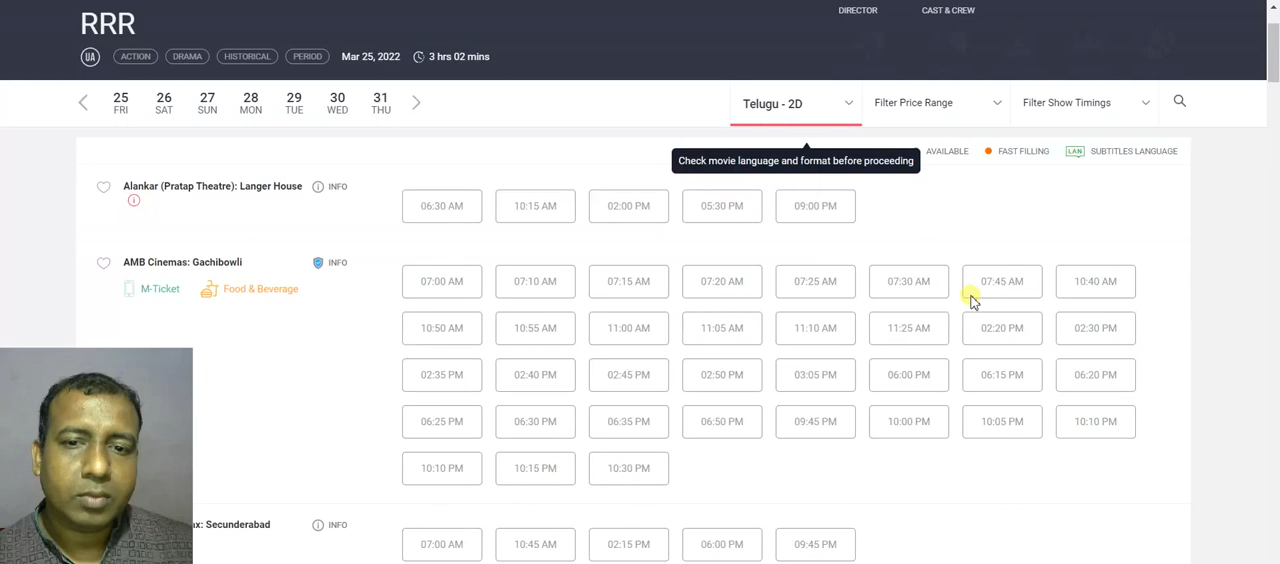 DIRECTOR CAST & CREW
RRR
UA ACTION DRAMA HISTORICAL PERIOD Mar 25, 2022 3 hrs 02 mins
25 26 27 28 29 30 31
FRI SAT SUN MON TUE WED THU
Telugu - 2D Filter Price Range Filter Show Timings
Check movie language and format before proceeding
AVAILABLE FAST FILLING LAN SUBTITLES LANGUAGE
Alankar (Pratap Theatre): Langer House INFO
06:30 AM 10:15 AM 02:00 PM 05:30 PM 09:00 PM
AMB Cinemas: Gachibowli INFO
M-Ticket Food & Beverage
07:00 AM 07:10 AM 07:15 AM 07:20 AM 07:25 AM 07:30 AM 07:45 AM 10:40 AM
10:50 AM 10:55 AM 11:00 AM 11:05 AM 11:10 AM 11:25 AM 02:20 PM 02:30 PM
02:35 PM 02:40 PM 02:45 PM 02:50 PM 03:05 PM 06:00 PM 06:15 PM 06:20 PM
06:25 PM 06:30 PM 06:35 PM 06:50 PM 09:45 PM 10:00 PM 10:05 PM 10:10 PM
10:10 PM 10:15 PM 10:30 PM
Secunderabad INFO
07:00 AM 10:45 AM 02:15 PM 06:00 PM 09:45 PM